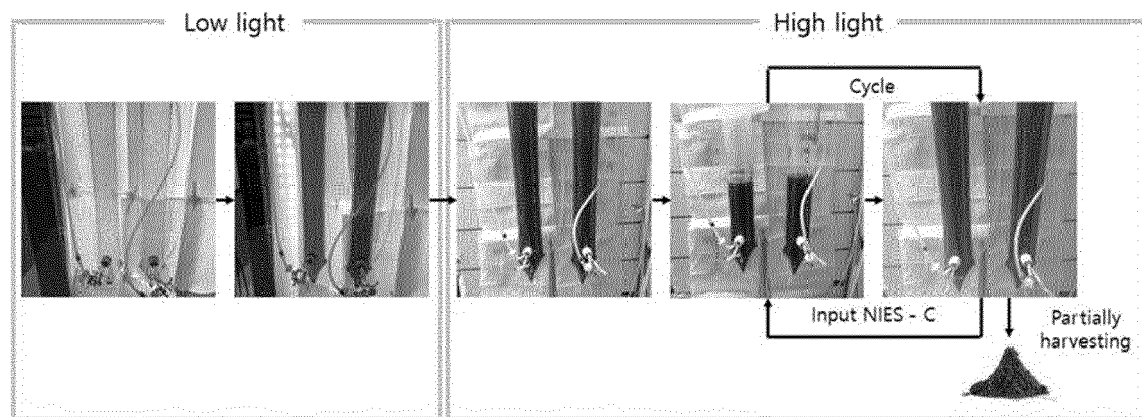 Low light
High light
Cycle
Input NIES - C
Partially
harvesting